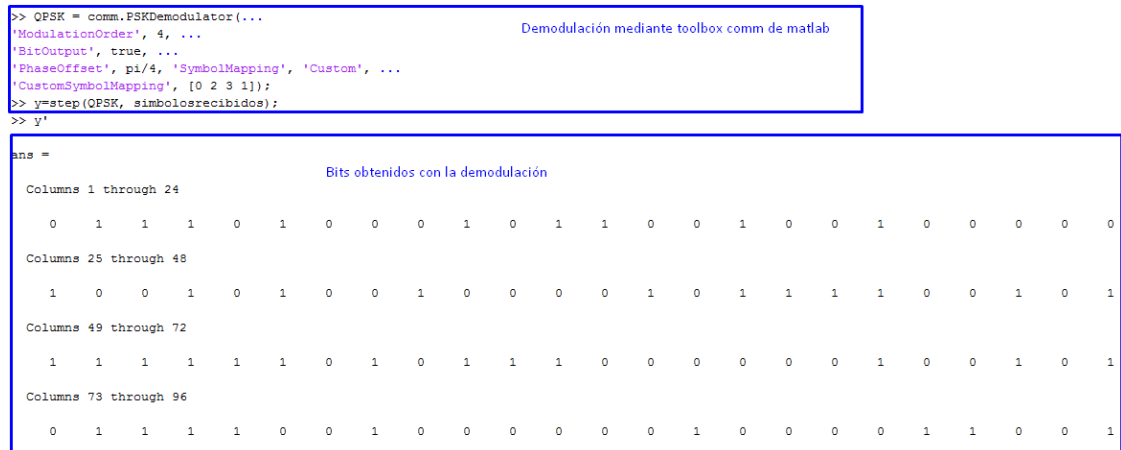 >> QPSK = comm.PSKDemodulator(...
Demodulación mediante toolbox comm de matlab
'ModulationOrder', 4, ...
'BitOutput', true, ...
'PhaseOffset', pi/4, 'SymbolMapping', 'Custom', ...
'CustomSymbolMapping', [0 2 3 1]);
>> y=step(QPSK, simbolosrecibidos);
>> y'
ans =
Bits obtenidos con la demodulación
Columns 1 through 24
0 1 1 1 0 1 0 0 0 1 0 1 1 0 0 1 0 0 1 0 0 0 0 0
Columns 25 through 48
1 0 0 1 0 1 0 0 1 0 0 0 0 1 0 1 1 1 1 0 0 1 0 1
Columns 49 through 72
1 1 1 1 1 1 0 1 0 1 1 1 0 0 0 0 0 0 1 0 0 1 0 1
Columns 73 through 96
0 1 1 1 1 0 0 1 0 0 0 0 0 0 1 0 0 0 0 1 1 0 0 1